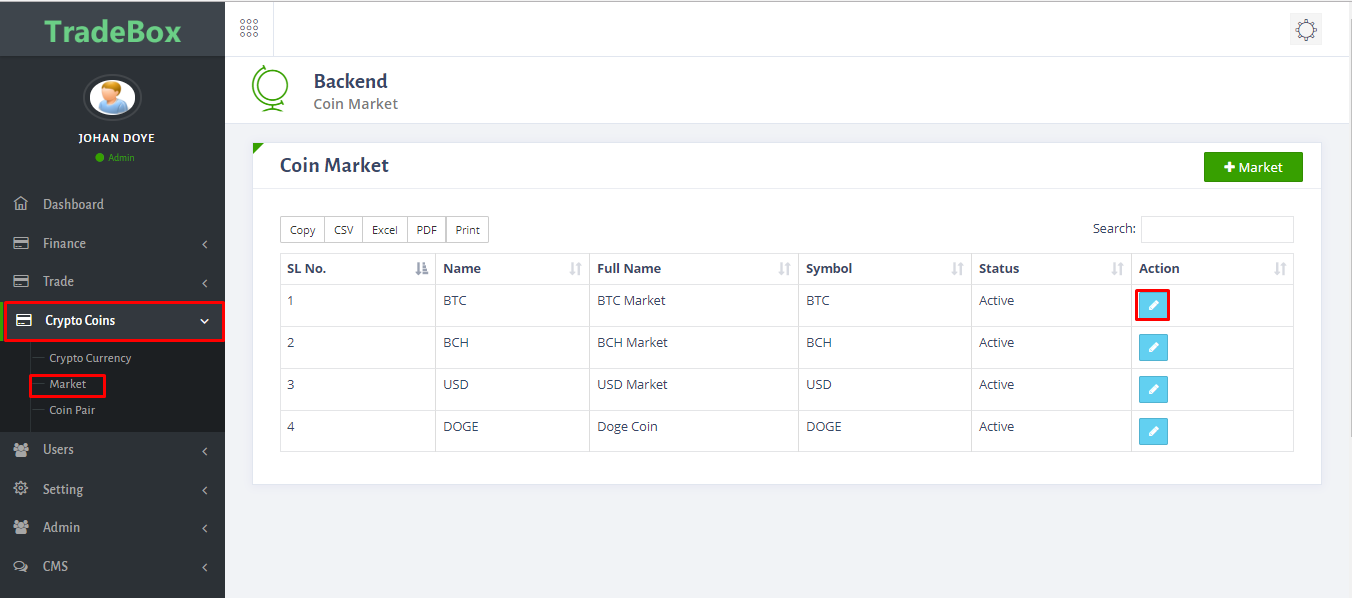 TradeBox
JOHAN DOYE
Admin
Dashboard
Finance
Trade
Crypto Coins
Crypto Currency
Market
Coin Pair
Users
Setting
Admin
CMS
Backend
Coin Market
Coin Market
Market
Copy CSV Excel PDF Print
Search:
SL No. Name Full Name Symbol Status Action
1 BTC BTC Market BTC Active
2 BCH BCH Market BCH Active
3 USD USD Market USD Active
4 DOGE Doge Coin DOGE Active